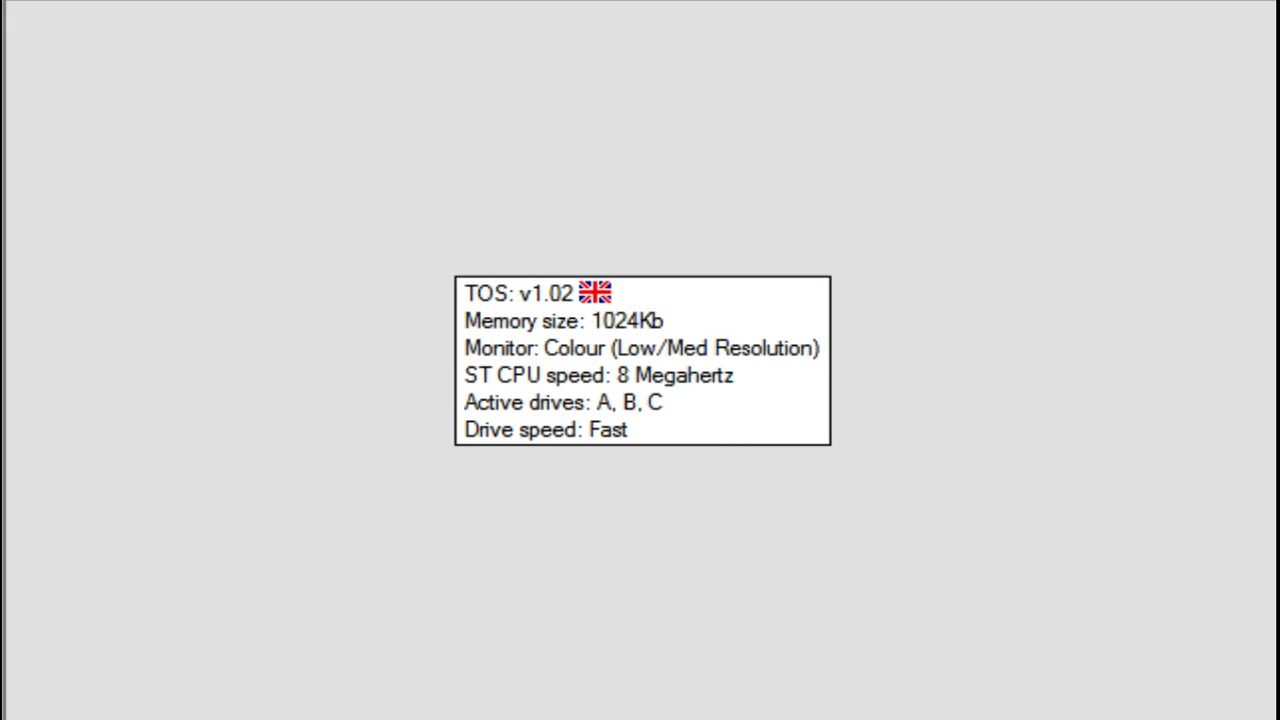 TOS: v1.02
Memory size: 1024Kb
Monitor: Colour (Low/Med Resolution)
ST CPU speed: 8 Megahertz
Active drives: A, B, C
Drive speed: Fast